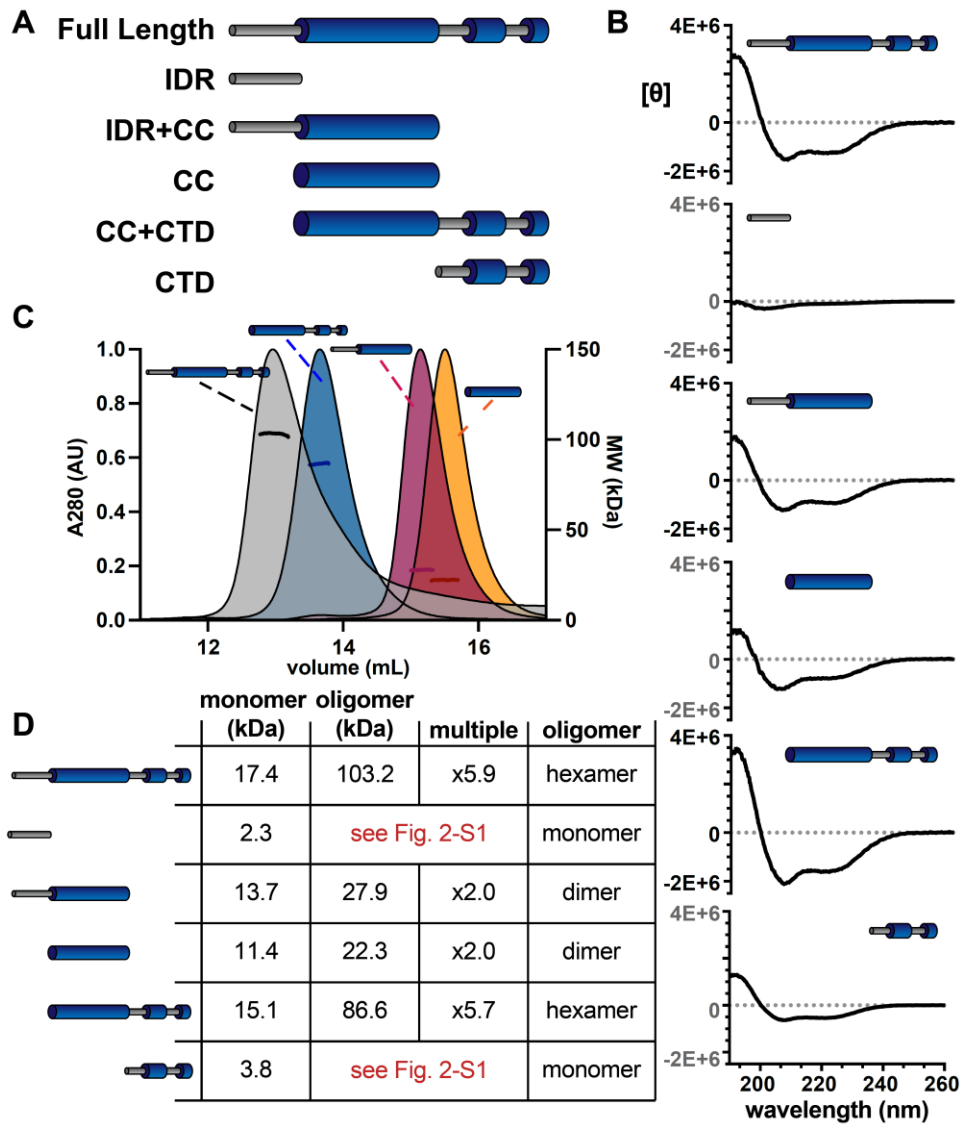 A
Full Length
IDR
IDR+CC
CC
CC+CTD
CTD
B
[θ]
4E+6
0
-2E+6
4E+6
0
-2E+6
4E+6
0
-2E+6
4E+6
0
-2E+6
4E+6
0
-2E+6
4E+6
0
-2E+6
200 220 240 260
wavelength (nm)
C
1.0
0.8
0.6
0.4
0.2
0.0
A280 (AU)
150
100
50
0
MW (kDa)
12 14 16
volume (mL)
D
monomer (kDa) oligomer (kDa) multiple oligomer
17.4 103.2 x5.9 hexamer
2.3 see Fig. 2-S1 monomer
13.7 27.9 x2.0 dimer
11.4 22.3 x2.0 dimer
15.1 86.6 x5.7 hexamer
3.8 see Fig. 2-S1 monomer